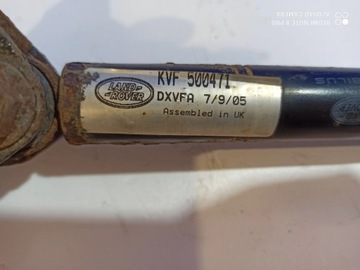 KVF 500471
LAND-
ROVER
DXVFA 7/9/05
Assembled in UK